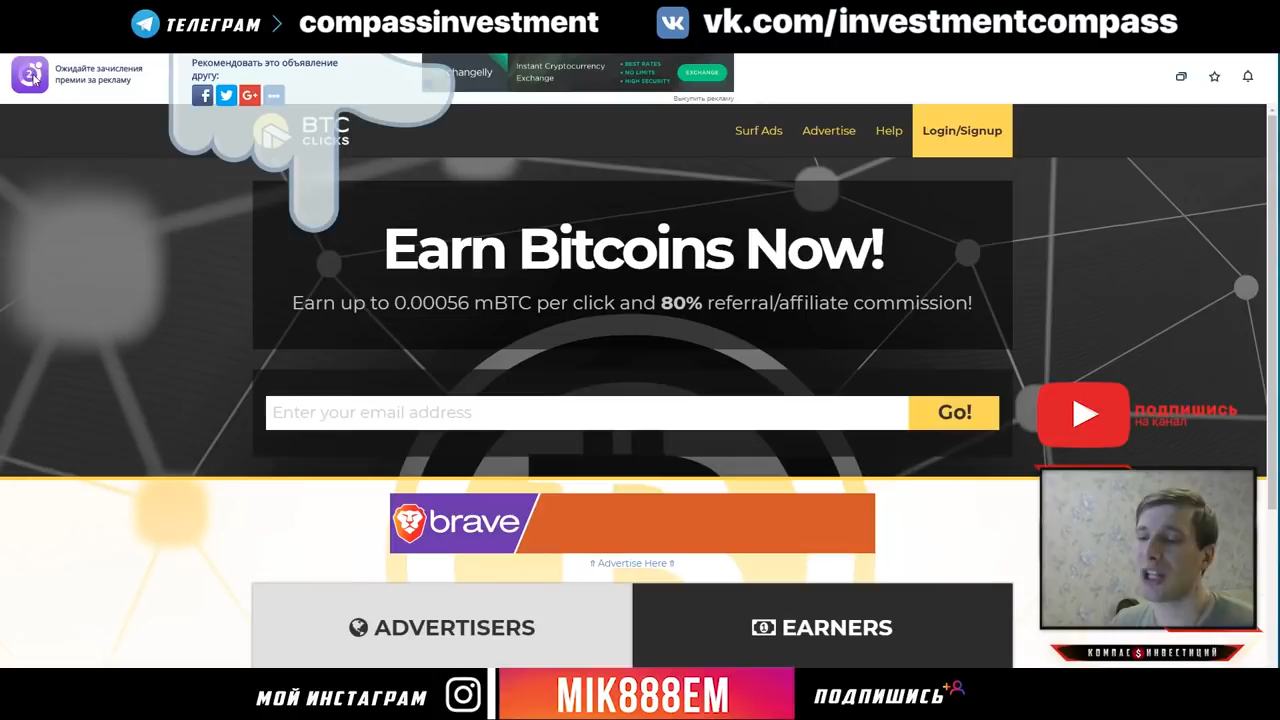 ТЕЛЕГРАМ > compassinvestment
vk.com/investmentcompass
2
Ожидайте зачисления
премии за рекламу
Рекомендовать это объявление
другу:
changelly
Instant Cryptocurrency
Exchange
• BEST RATES
• NO LIMITS
• HIGH SECURITY
EXCHANGE
Выкупить рекламу
BTC
CLICKS
Surf Ads
Advertise
Help
Login/Signup
Earn Bitcoins Now!
Earn up to 0.00056 mBTC per click and 80% referral/affiliate commission!
Enter your email address
Go!
ПОДПИШИСЬ
на канал
brave
⇑ Advertise Here ⇑
ADVERTISERS
EARNERS
КОМПАС $ ИНВЕСТИЦИЙ
МОЙ ИНСТАГРАМ
MIK888EM
ПОДПИШИСЬ